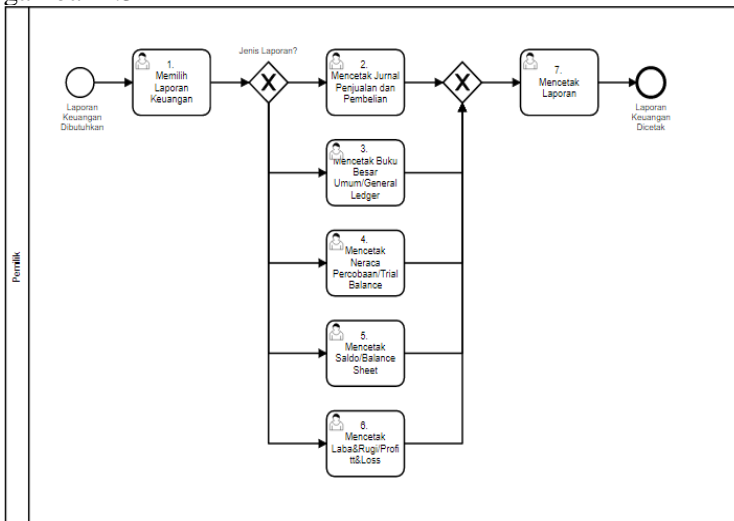 Pemilik
Laporan
Keuangan
Dibutuhkan
1.
Memilih
Laporan
Keuangan
Jenis Laporan?
2.
Mencetak Jurnal
Penjualan dan
Pembelian
3.
Mencetak Buku
Besar
Umum/General
Ledger
4.
Mencetak
Neraca
Percobaan/Trial
Balance
5.
Mencetak
Saldo/Balance
Sheet
6.
Mencetak
Laba&Rugi/Profi
tt&Loss
7.
Mencetak
Laporan
Laporan
Keuangan
Dicetak